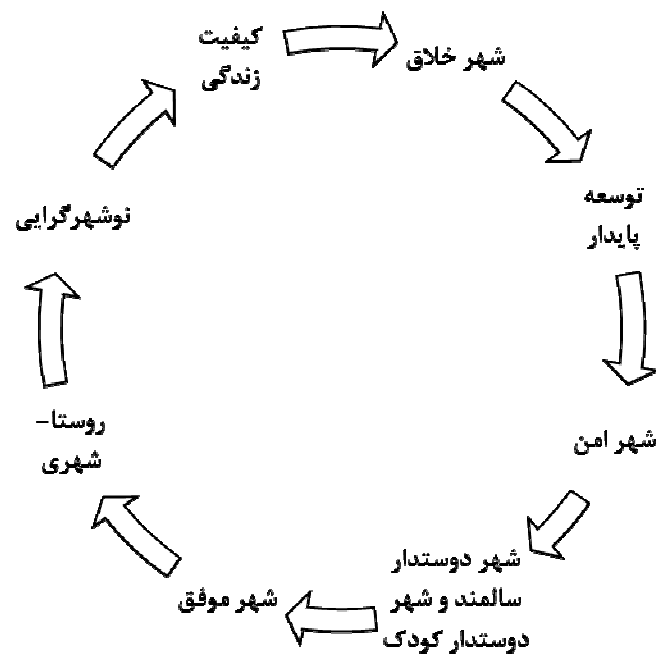 کیفیت
زندگی
شهر خلاق
توسعه
پایدار
شهر امن
شهر دوستدار
سالمند و شهر
دوستدار کودک
شهر موفق
روستا-
شهری
نوشهرگرایی